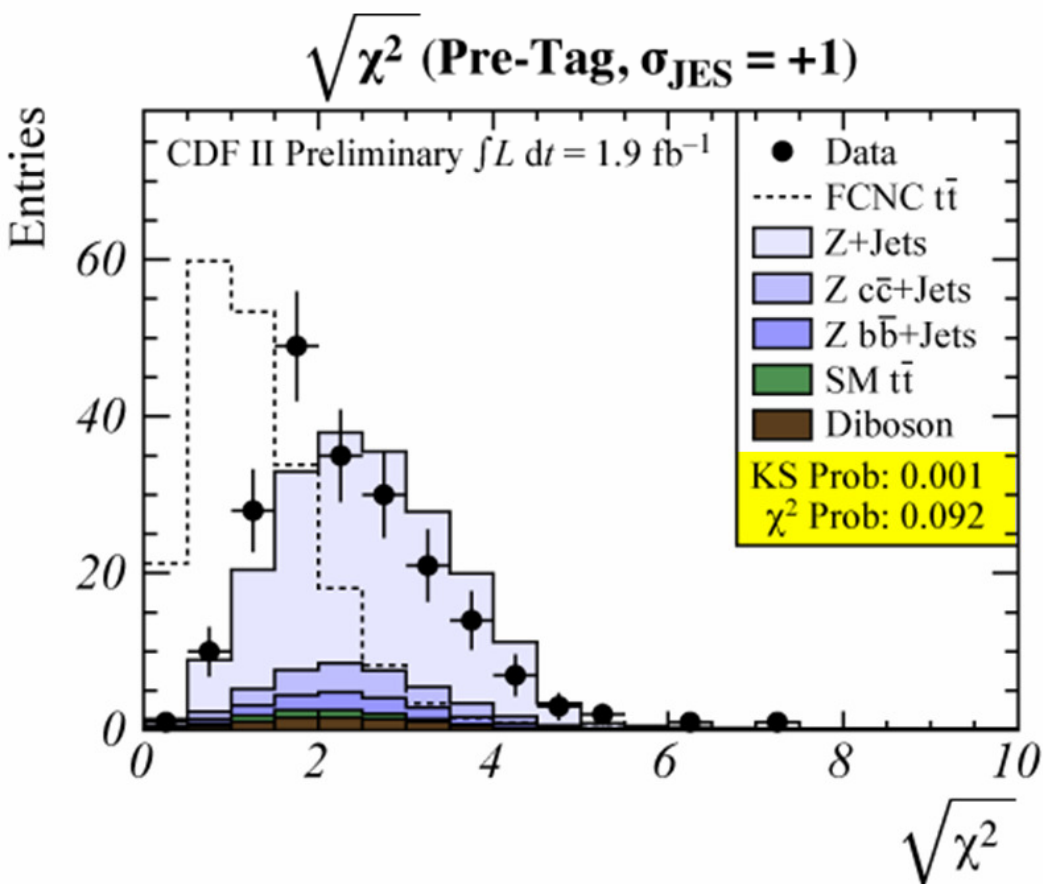 √χ² (Pre-Tag, σJES = +1)
Entries
CDF II Preliminary ∫L dt = 1.9 fb⁻¹
Data
FCNC tt̄
Z+Jets
Z cc̄+Jets
Z bb̄+Jets
SM tt̄
Diboson
KS Prob: 0.001
χ² Prob: 0.092
60
40
20
0
0 2 4 6 8 10
√χ²